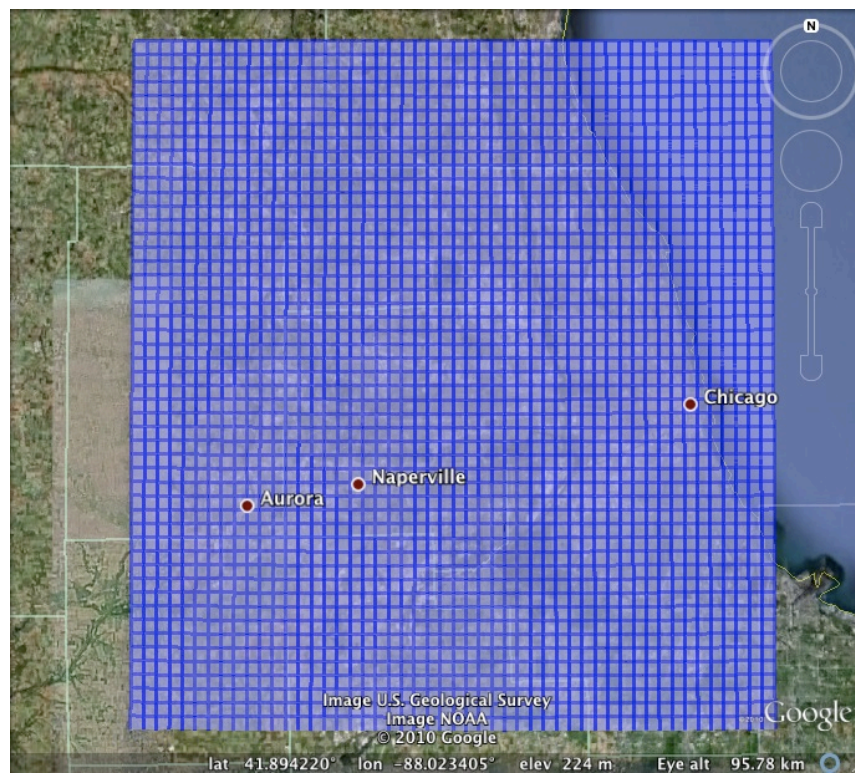 N
Chicago
Naperville
Aurora
Image U.S. Geological Survey
Image NOAA
© 2010 Google
Google
lat 41.894220° lon -88.023405° elev 224 m Eye alt 95.78 km